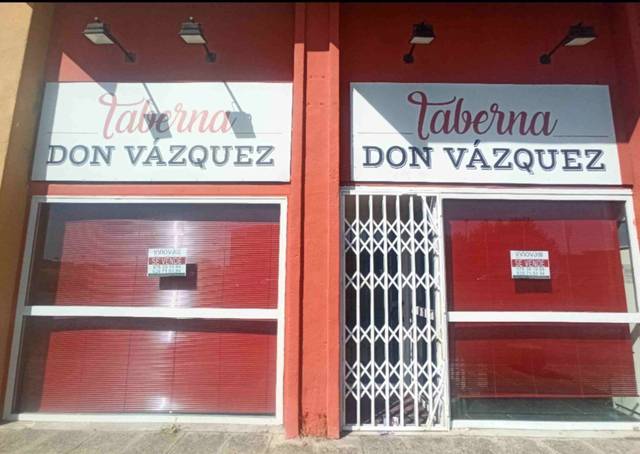 Taberna
DON VÁZQUEZ
SE VENDE
Taberna
DON VÁZQUEZ
SE VENDE